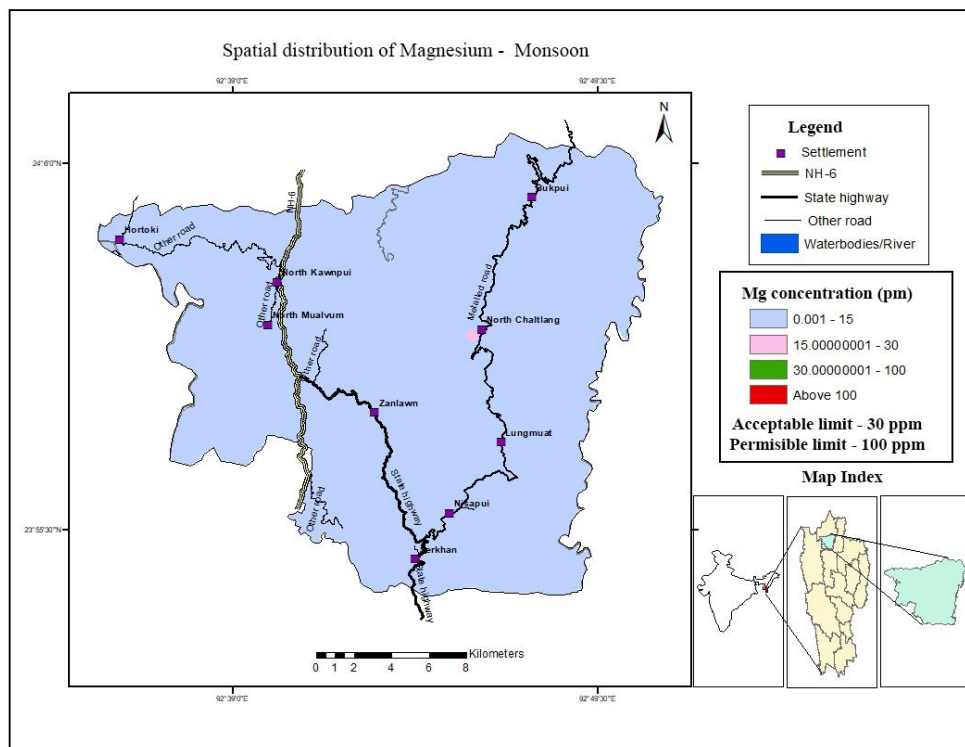 Spatial distribution of Magnesium - Monsoon
92°39'0"E
92°49'30"E
24°6'0"N
23°55'30"N
N
Bukpui
Hortoki
Other road
NH-6
North Kawnpui
Other road
North Mualvum
Metalled road
North Chaltlang
Other road
Zanlawn
Lungmuat
State highway
Nisapui
Other road
Serkhan
State highway
Kilometers
0 1 2 4 6 8
92°39'0"E
92°49'30"E
Legend
Settlement
NH-6
State highway
Other road
Waterbodies/River
Mg concentration (pm)
0.001 - 15
15.00000001 - 30
30.00000001 - 100
Above 100
Acceptable limit - 30 ppm
Permisible limit - 100 ppm
Map Index